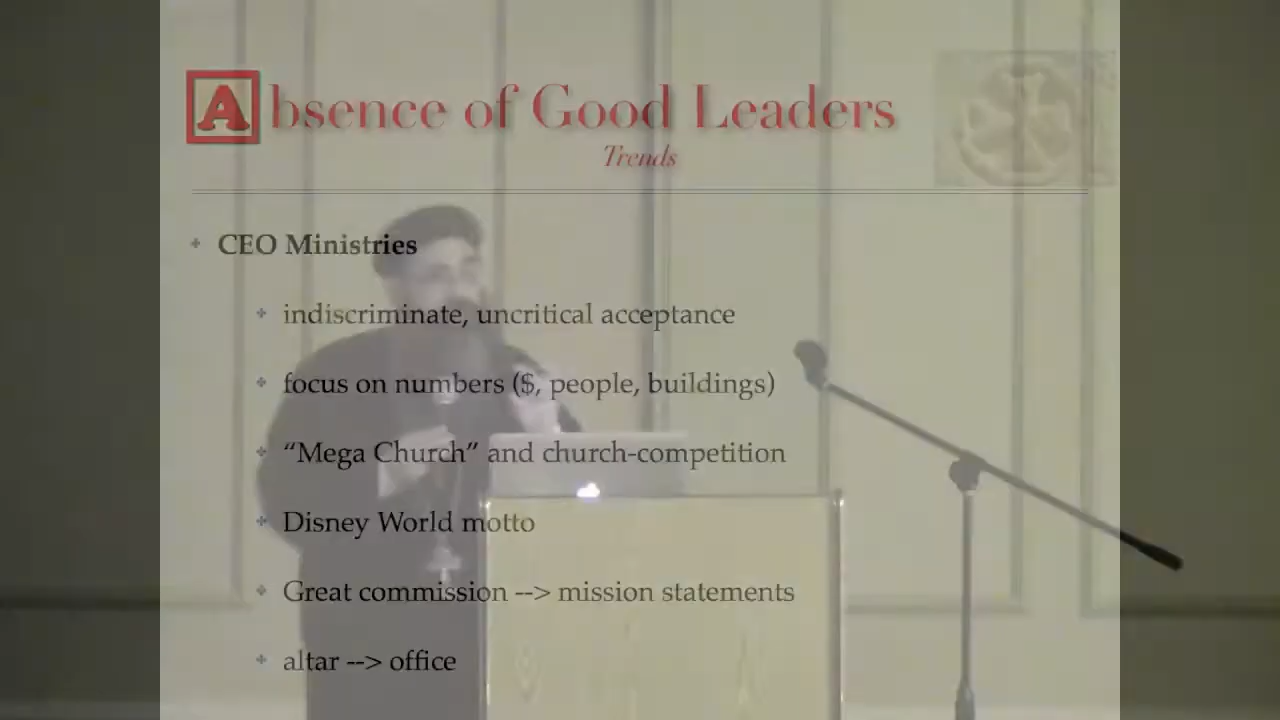 Absence of Good Leaders
Trends
CEO Ministries
indiscriminate, uncritical acceptance
focus on numbers ($, people, buildings)
“Mega Church” and church-competition
Disney World motto
Great commission --> mission statements
altar --> office